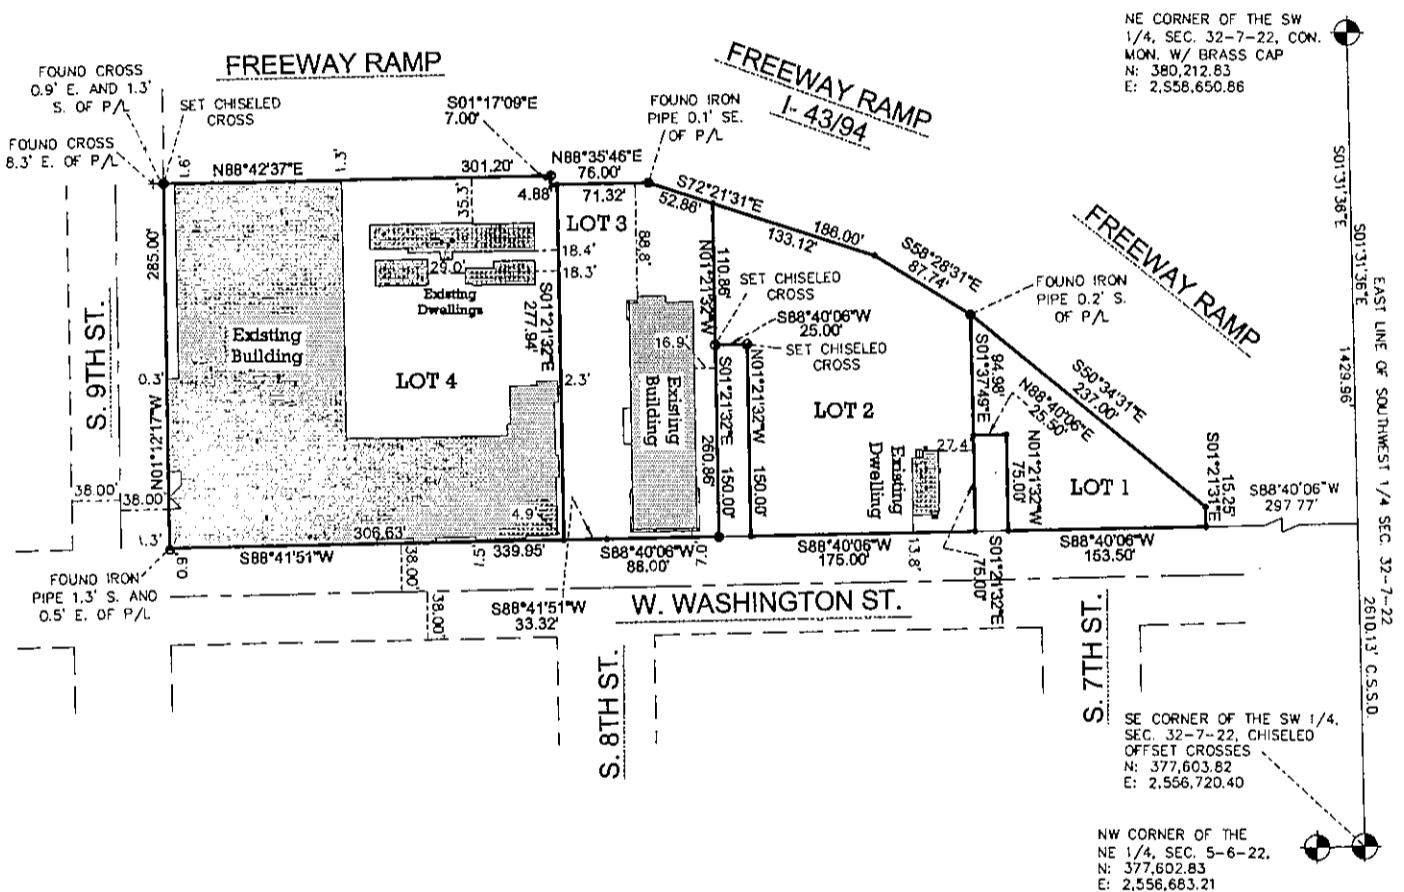 NE CORNER OF THE SW
1/4, SEC. 32-7-22, CON.
MON. W/ BRASS CAP
N: 380,212.83
E: 2,558,650.86
FREEWAY RAMP
FREEWAY RAMP
I- 43/94
FREEWAY RAMP
FOUND CROSS
0.9' E. AND 1.3'
S. OF P/L
SET CHISELED
CROSS
FOUND CROSS
8.3' E. OF P/L
S01°17'09"E
7.00'
FOUND IRON
PIPE 0.1' SE.
OF P/L
1.6'
N88°42'37"E
1.3'
301.20'
N88°35'46"E
76.00'
4.88'
71.32'
S72°21'31"E
52.86'
186.00'
133.12'
S58°28'31"E
87.74'
35.3'
LOT 3
88.8'
18.4'
29.0'
18.3'
Existing
Dwellings
S01°21'32"E
277.94'
N01°21'32"W
110.86'
SET CHISELED
CROSS
S88°40'06"W
25.00'
SET CHISELED
CROSS
FOUND IRON
PIPE 0.2' S.
OF P/L
285.00'
N01°12'17"W
S. 9TH ST.
Existing
Building
0.3'
LOT 4
2.3'
16.9'
Existing
Building
S01°21'32"E
260.86'
150.00'
N01°21'32"W
150.00'
LOT 2
S01°37'49"E
94.98'
N88°40'06"E
25.50'
S50°34'31"E
237.00'
27.4'
Existing
Dwelling
N01°21'32"W
75.00'
LOT 1
S01°21'31"E
15.25'
S88°40'06"W
297.77'
38.00'
38.00'
1.3'
4.9'
306.63'
S88°41'51"W
339.95'
1.5'
0.9'
38.00'
38.00'
S88°40'06"W
88.00'
0.7'
S88°40'06"W
175.00'
13.8'
S01°21'32"E
75.00'
S88°40'06"W
153.50'
FOUND IRON
PIPE 1.3' S. AND
0.5' E. OF P/L
S88°41'51"W
33.32'
W. WASHINGTON ST.
S. 8TH ST.
S. 7TH ST.
S01°31'36"E
S01°31'36"E
1429.96'
EAST LINE OF SOUTHWEST 1/4 SEC. 32-7-22
2610.13' C.S.S.D.
SE CORNER OF THE SW 1/4,
SEC. 32-7-22, CHISELED
OFFSET CROSSES
N: 377,603.82
E: 2,556,720.40
NW CORNER OF THE
NE 1/4, SEC. 5-6-22,
N: 377,602.83
E: 2,556,683.21